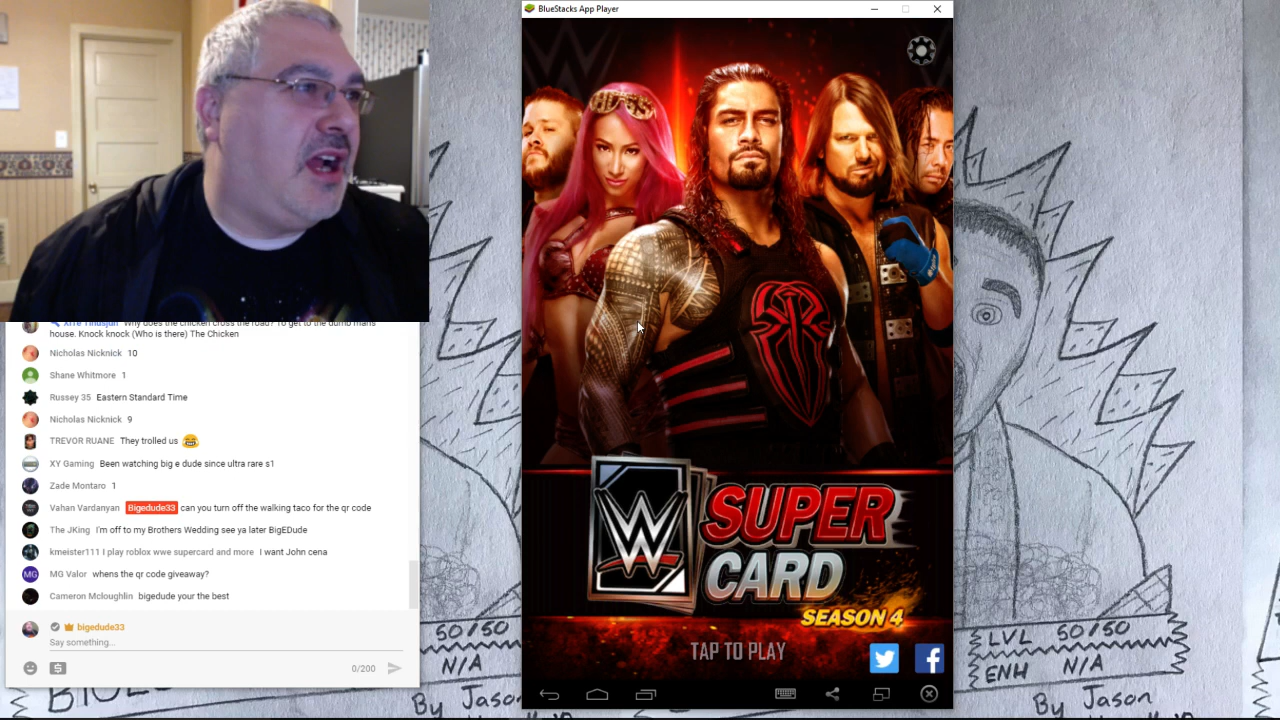 BlueStacks App Player
Why does the chicken cross the road? To get to the dumb mans
house. Knock knock (Who is there) The Chicken
Nicholas Nicknick 10
Shane Whitmore 1
Russey 35 Eastern Standard Time
Nicholas Nicknick 9
TREVOR RUANE They trolled us
XY Gaming Been watching big e dude since ultra rare s1
Zade Montaro 1
Vahan Vardanyan Bigedude33 can you turn off the walking taco for the qr code
The JKing I'm off to my Brothers Wedding see ya later BigEDude
kmeister111 I play roblox wwe supercard and more I want John cena
MG MG Valor whens the qr code giveaway?
Cameron Mcloughlin bigedude your the best
bigedude33
Say something...
0/200
W
SUPER
CARD
SEASON 4
TAP TO PLAY
50/50
N/A
By Jason
LVL 50/50
ENH N/A
By Jason